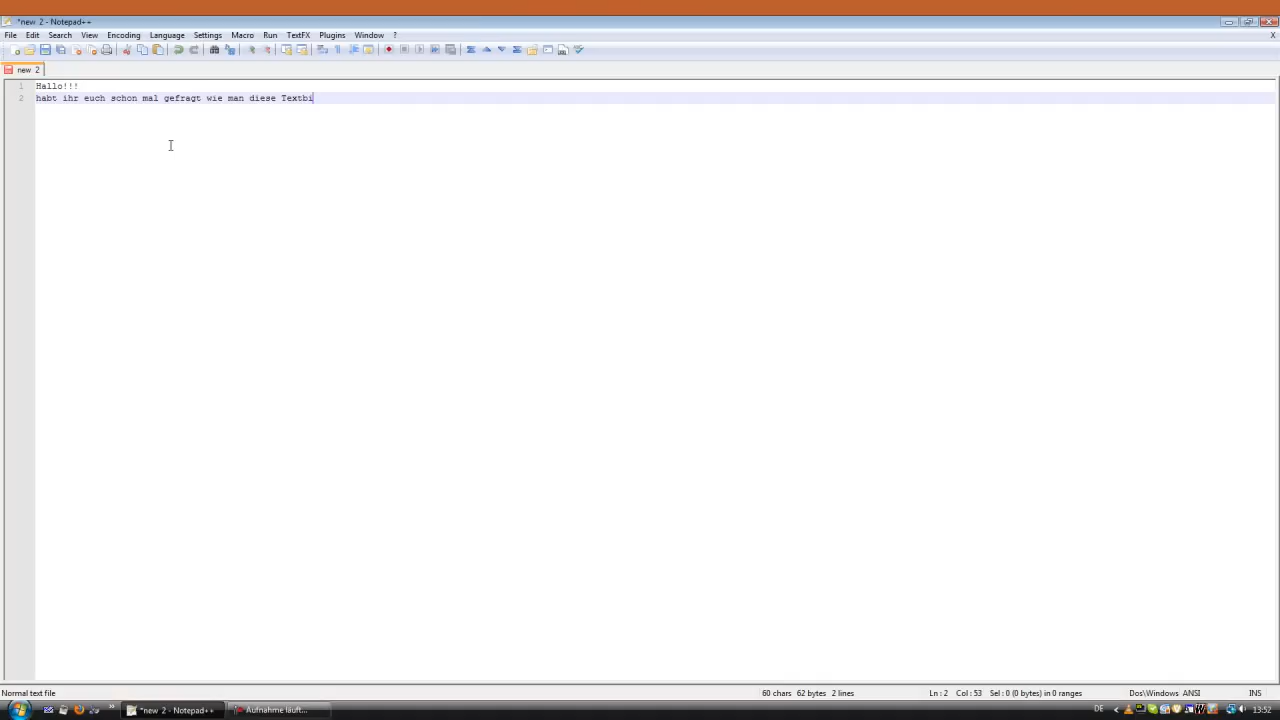 *new 2 - Notepad++
File Edit Search View Encoding Language Settings Macro Run TextFX Plugins Window ? X
new 2
1 Hallo!!!
2 habt ihr euch schon mal gefragt wie man diese Textbi
Normal text file 60 chars 62 bytes 2 lines Ln : 2 Col : 53 Sel : 0 (0 bytes) in 0 ranges Dos\Windows ANSI INS
*new 2 - Notepad++ Aufnahme läuft... DE 13:52